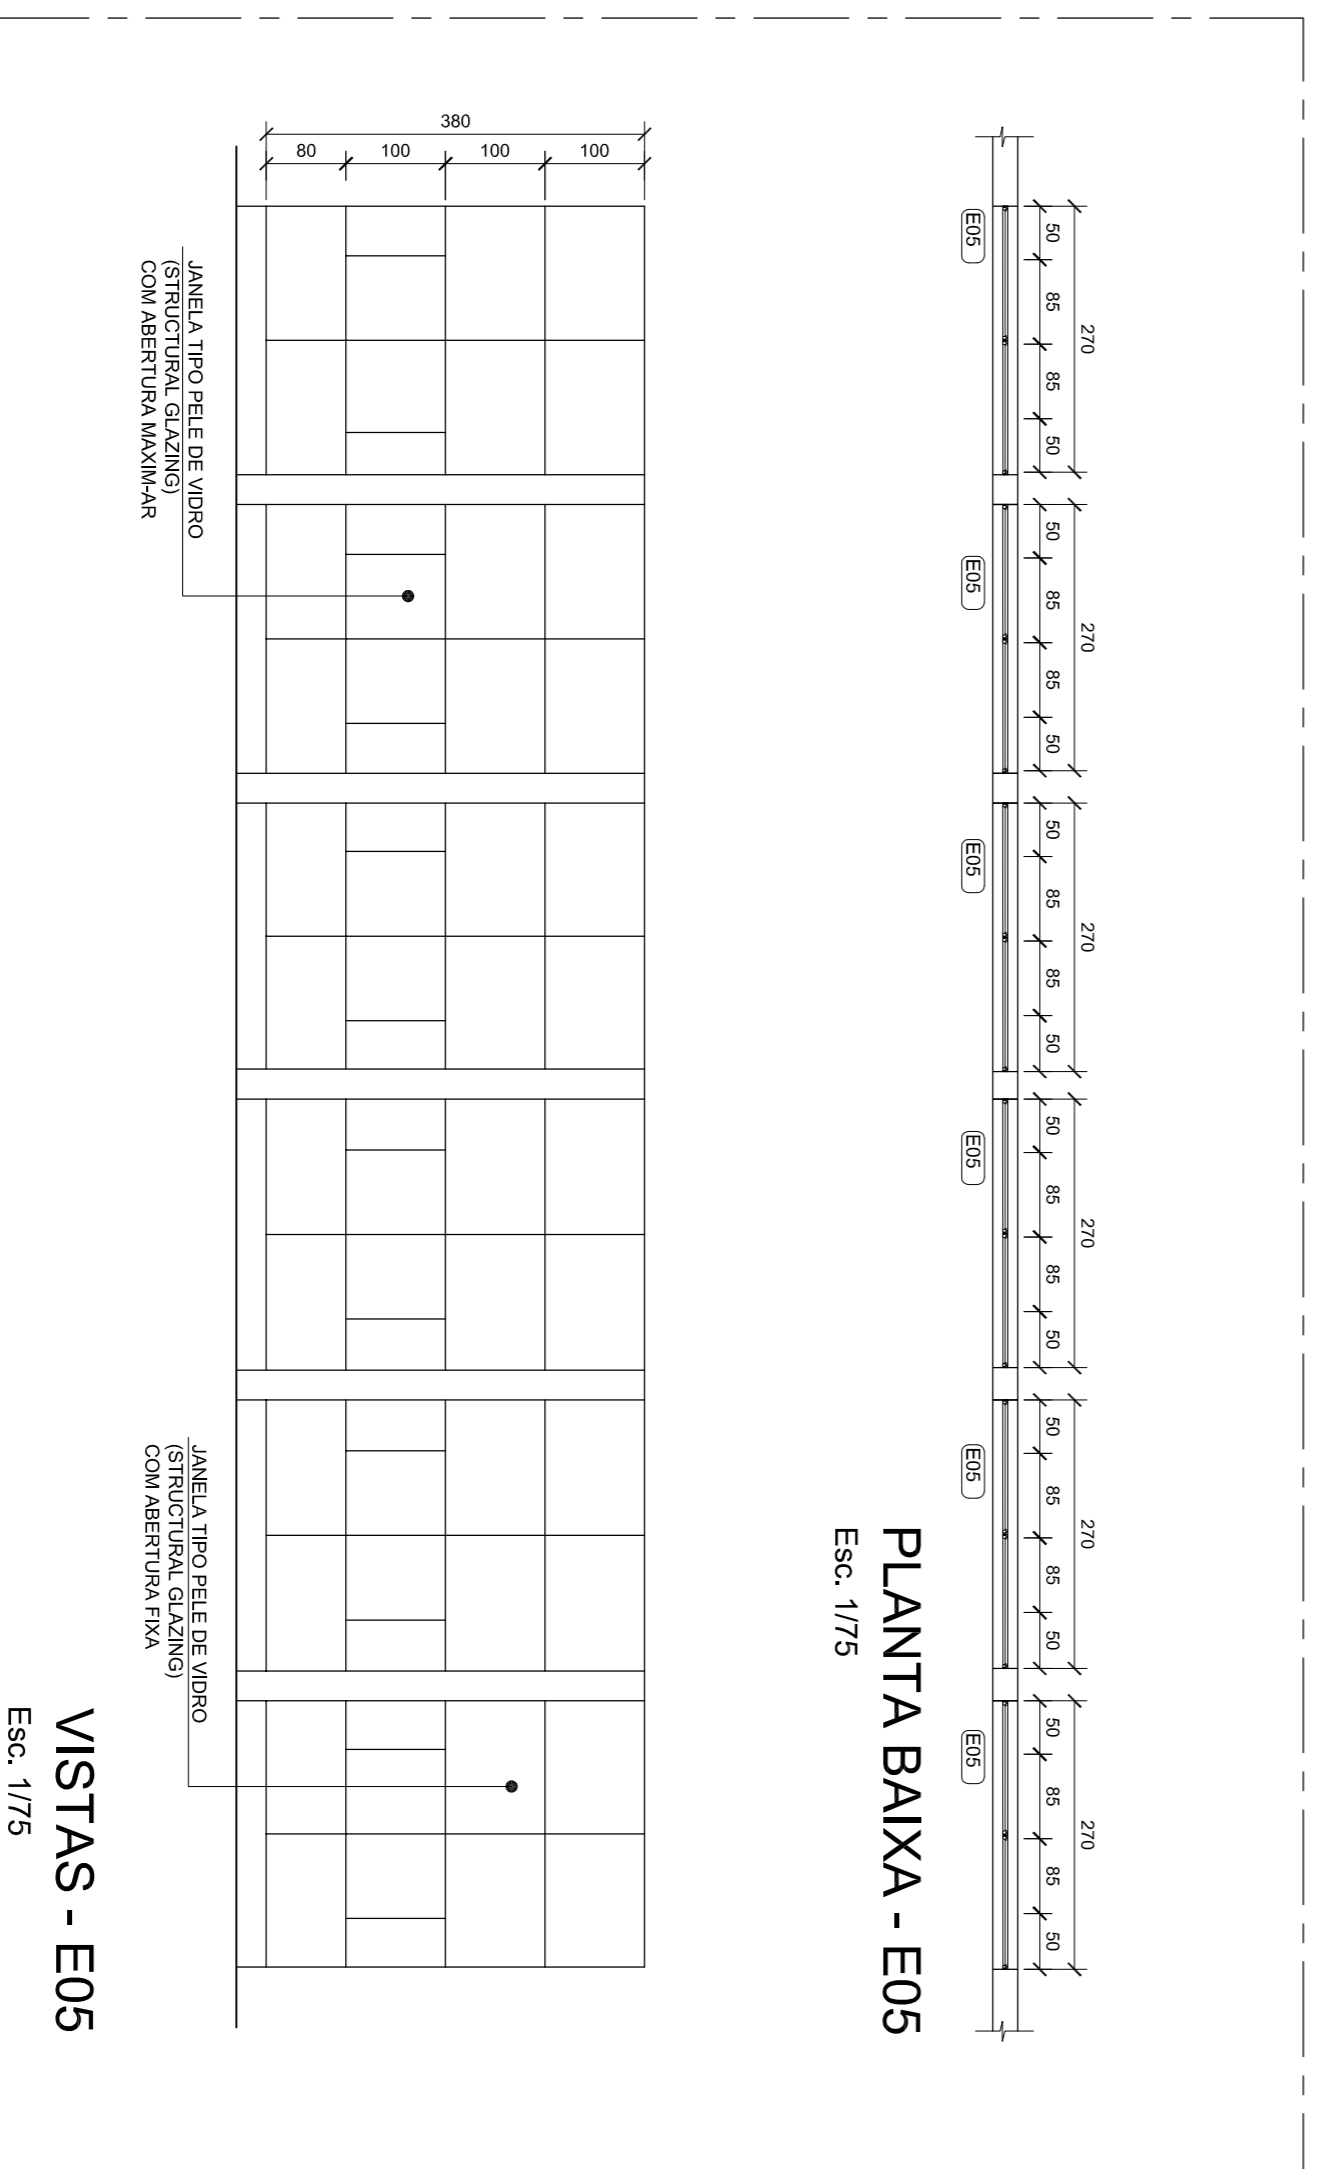 270
270
270
270
270
270
50
85
85
50
50
85
85
50
50
85
85
50
50
85
85
50
50
85
85
50
50
85
85
50
E05
E05
E05
E05
E05
E05
PLANTA BAIXA - E05
Esc. 1/75
380
100
100
100
80
JANELA TIPO PELE DE VIDRO
(STRUCTURAL GLAZING)
COM ABERTURA MAXIM-AR
JANELA TIPO PELE DE VIDRO
(STRUCTURAL GLAZING)
COM ABERTURA FIXA
VISTAS - E05
Esc. 1/75